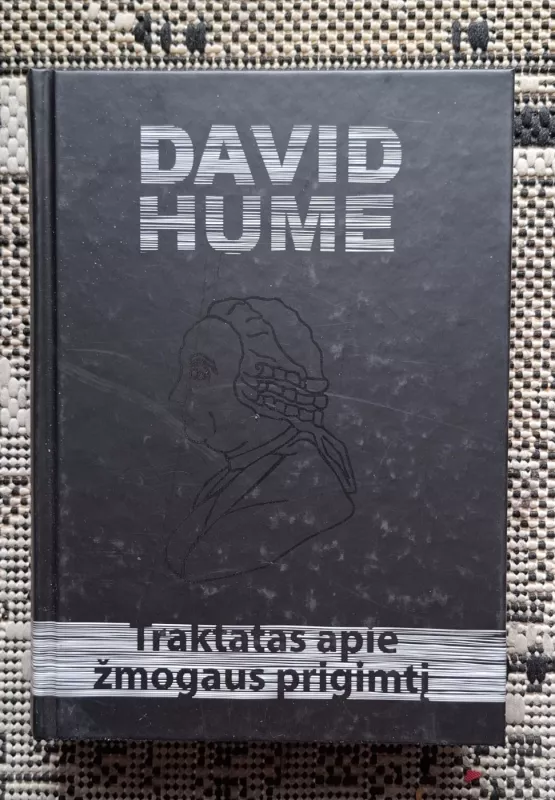 DAVID
HUME
Traktatas apie
žmogaus prigimtį